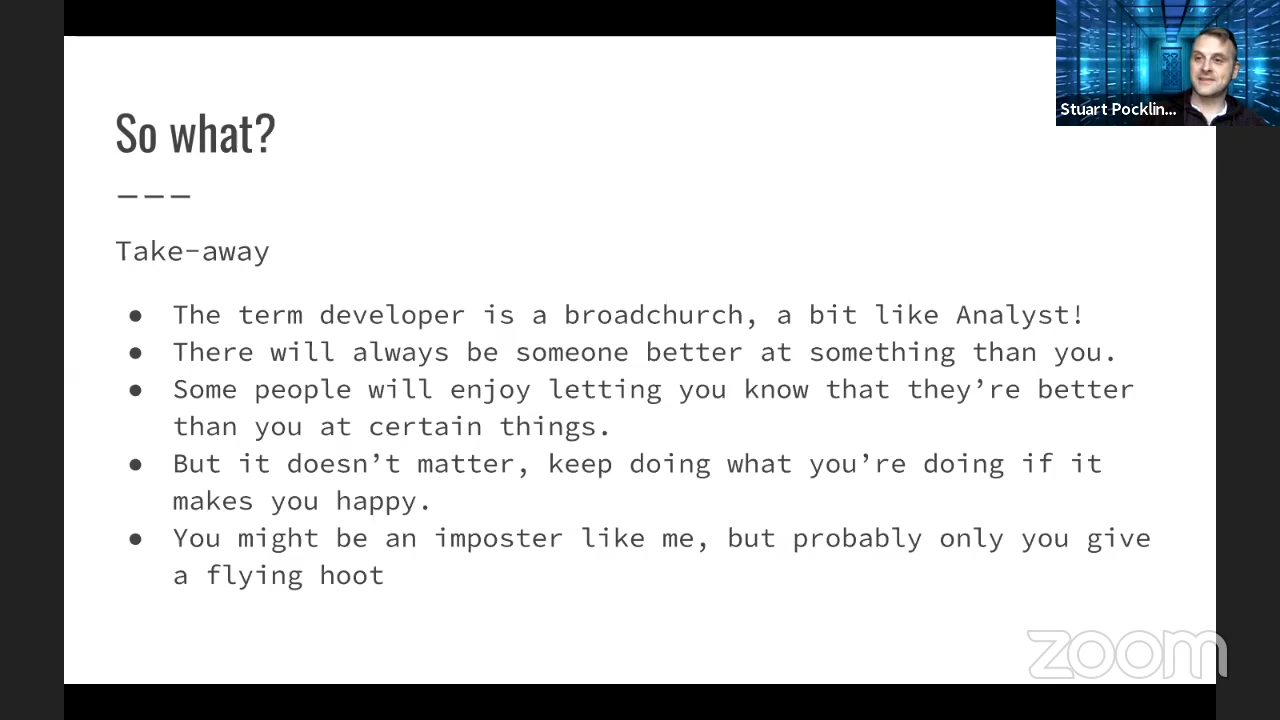 So what?
Take-away
● The term developer is a broadchurch, a bit like Analyst!
● There will always be someone better at something than you.
● Some people will enjoy letting you know that they’re better
than you at certain things.
● But it doesn’t matter, keep doing what you’re doing if it
makes you happy.
● You might be an imposter like me, but probably only you give
a flying hoot
Stuart Pocklin...
zoom